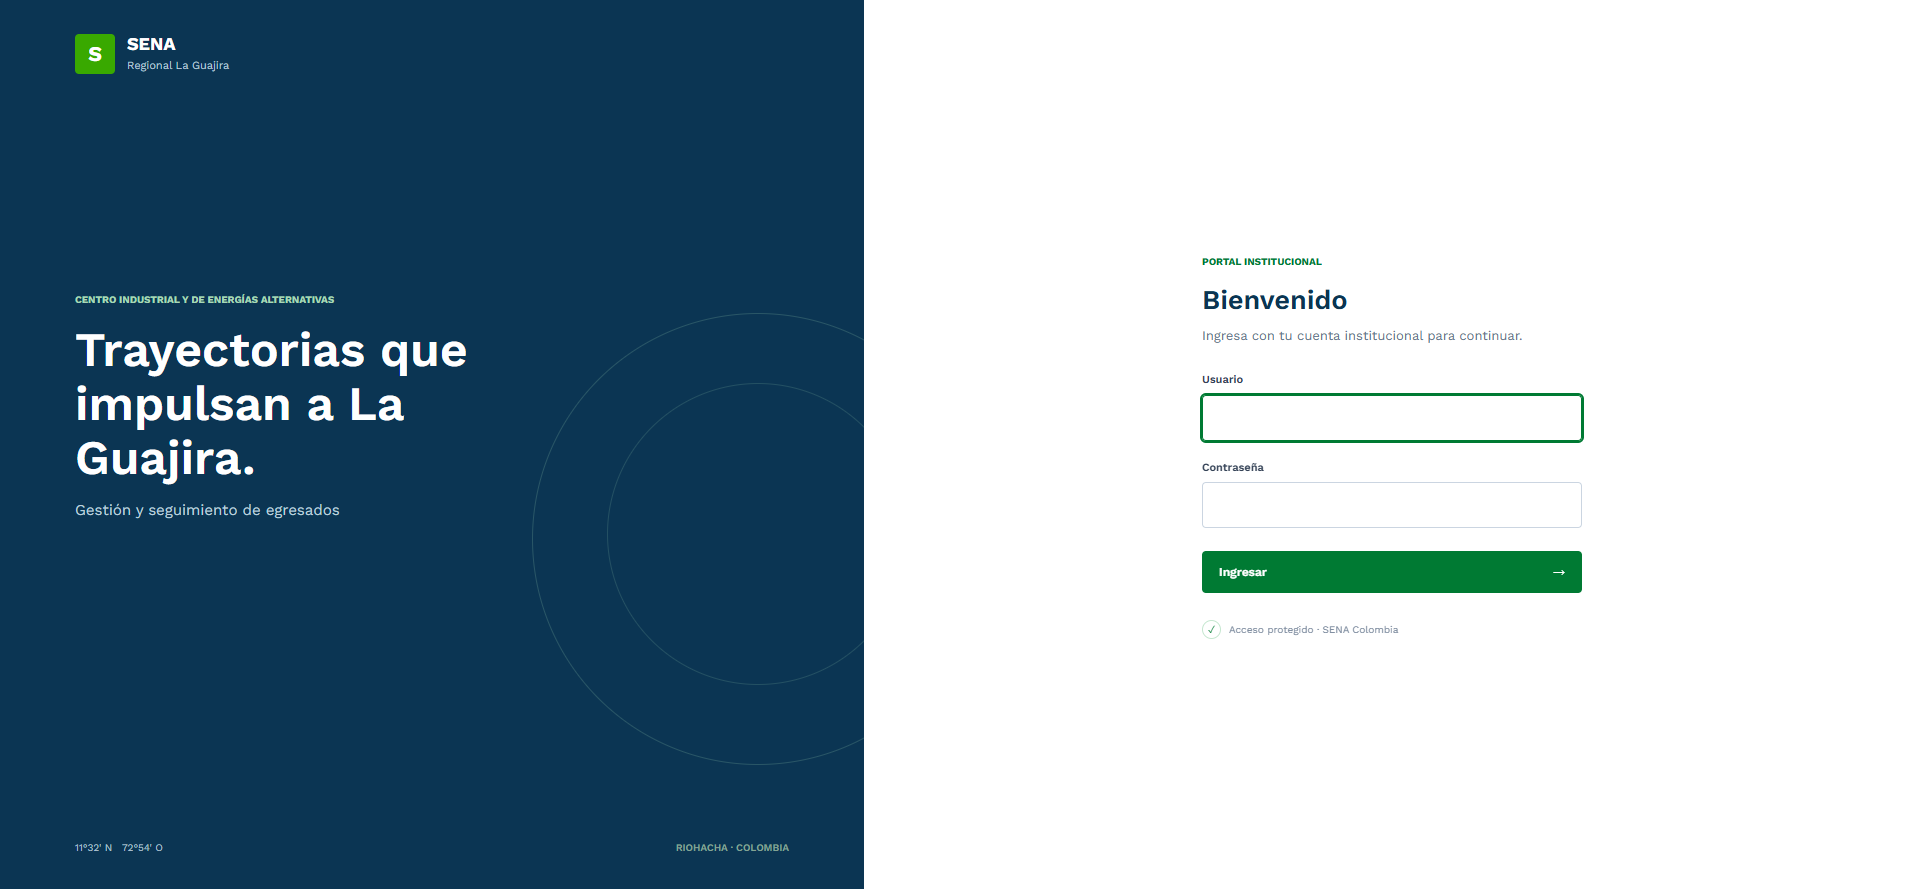 S
SENA
Regional La Guajira
CENTRO INDUSTRIAL Y DE ENERGÍAS ALTERNATIVAS
Trayectorias que
impulsan a La
Guajira.
Gestión y seguimiento de egresados
11°32' N 72°54' O
RIOHACHA · COLOMBIA
PORTAL INSTITUCIONAL
Bienvenido
Ingresa con tu cuenta institucional para continuar.
Usuario
Contraseña
Ingresar →
✓ Acceso protegido · SENA Colombia